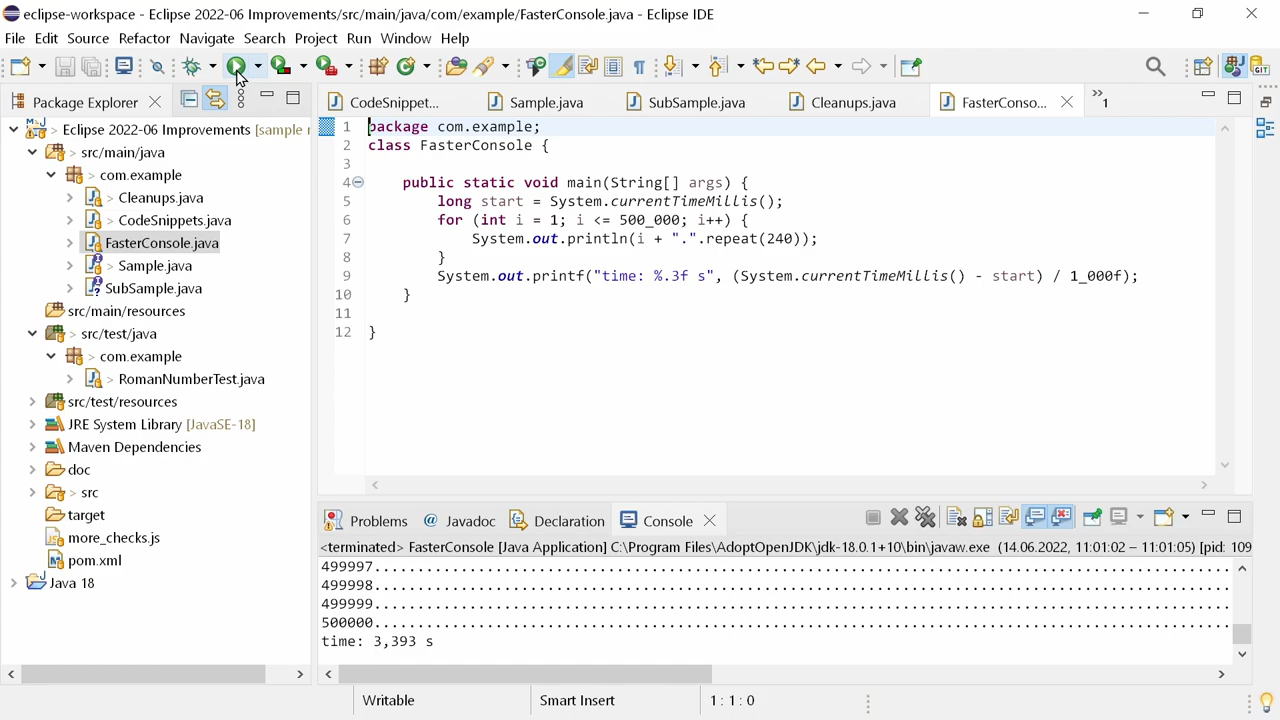 eclipse-workspace - Eclipse 2022-06 Improvements/src/main/java/com/example/FasterConsole.java - Eclipse IDE
File Edit Source Refactor Navigate Search Project Run Window Help
Package Explorer
CodeSnippet... Sample.java SubSample.java Cleanups.java FasterConso... »1
Eclipse 2022-06 Improvements [sample
src/main/java
com.example
Cleanups.java
CodeSnippets.java
FasterConsole.java
Sample.java
SubSample.java
src/main/resources
src/test/java
com.example
RomanNumberTest.java
src/test/resources
JRE System Library [JavaSE-18]
Maven Dependencies
doc
src
target
more_checks.js
pom.xml
Java 18
1 package com.example;
2 class FasterConsole {
3
4 public static void main(String[] args) {
5 long start = System.currentTimeMillis();
6 for (int i = 1; i <= 500_000; i++) {
7 System.out.println(i + ".".repeat(240));
8 }
9 System.out.printf("time: %.3f s", (System.currentTimeMillis() - start) / 1_000f);
10 }
11
12 }
Problems Javadoc Declaration Console
<terminated> FasterConsole [Java Application] C:\Program Files\AdoptOpenJDK\jdk-18.0.1+10\bin\javaw.exe (14.06.2022, 11:01:02 – 11:01:05) [pid: 109
499997....................................................................................................
499998....................................................................................................
499999....................................................................................................
500000....................................................................................................
time: 3,393 s
Writable Smart Insert 1 : 1 : 0